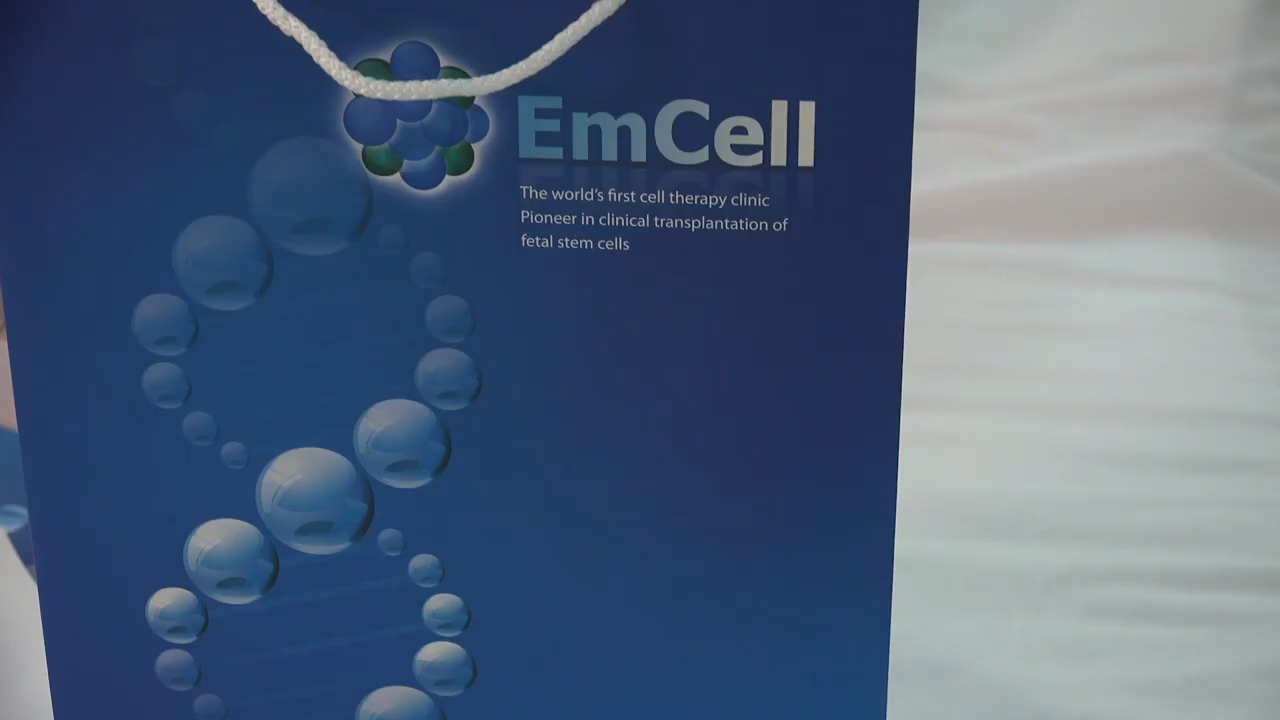 EmCell
The world's first cell therapy clinic
Pioneer in clinical transplantation of
fetal stem cells